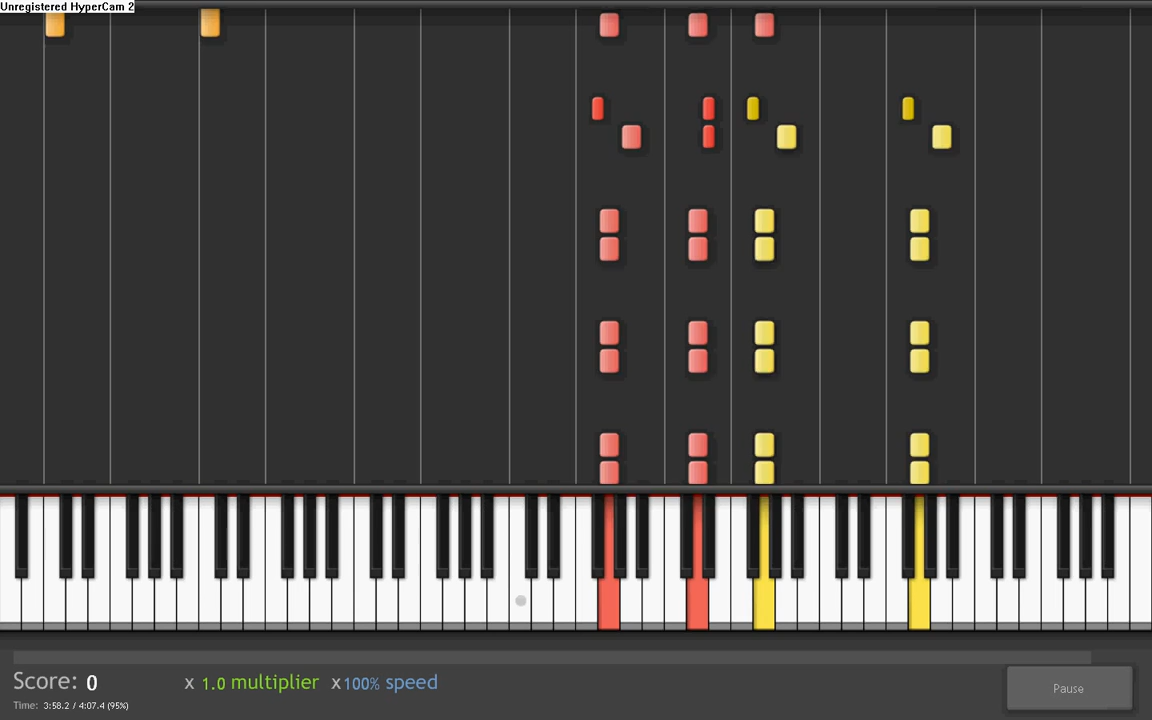 Unregistered HyperCam 2
Score: 0 x 1.0 multiplier x100% speed
Pause
Time: 3:58.2 / 4:07.4 (95%)